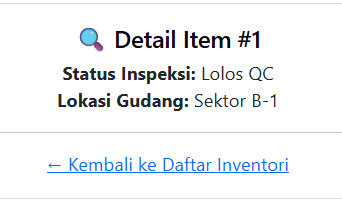 🔍 Detail Item #1
Status Inspeksi: Lolos QC
Lokasi Gudang: Sektor B-1
← Kembali ke Daftar Inventori